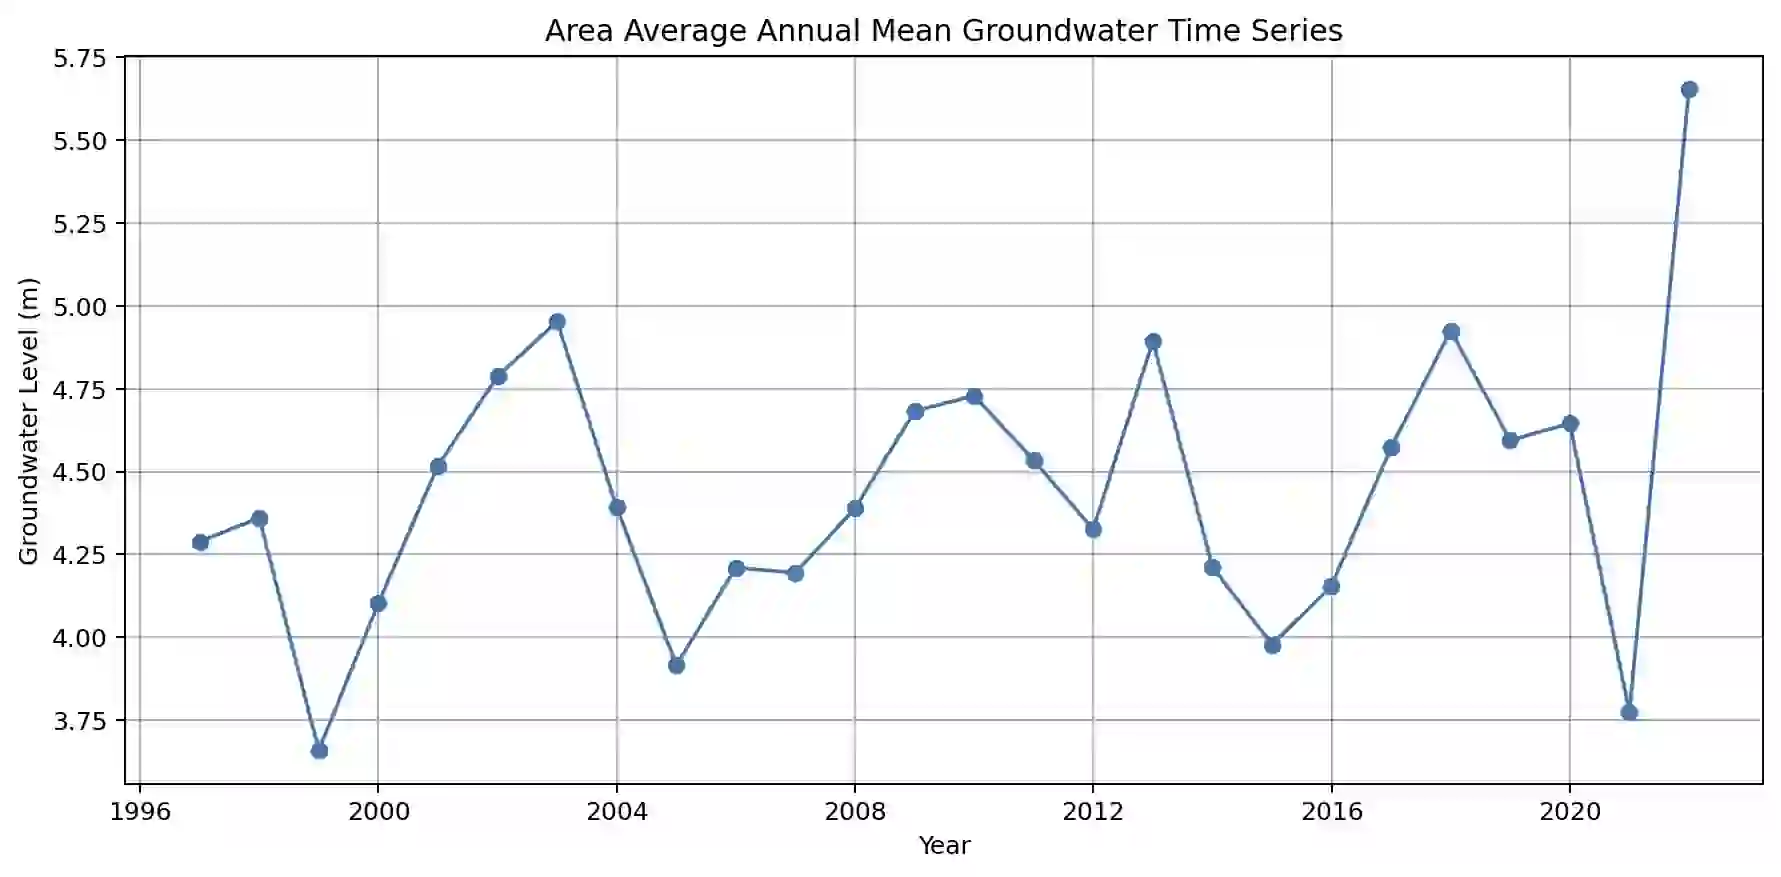 Area Average Annual Mean Groundwater Time Series
5.75
5.50
5.25
5.00
4.75
4.50
4.25
4.00
3.75
Groundwater Level (m)
1996 2000 2004 2008 2012 2016 2020
Year